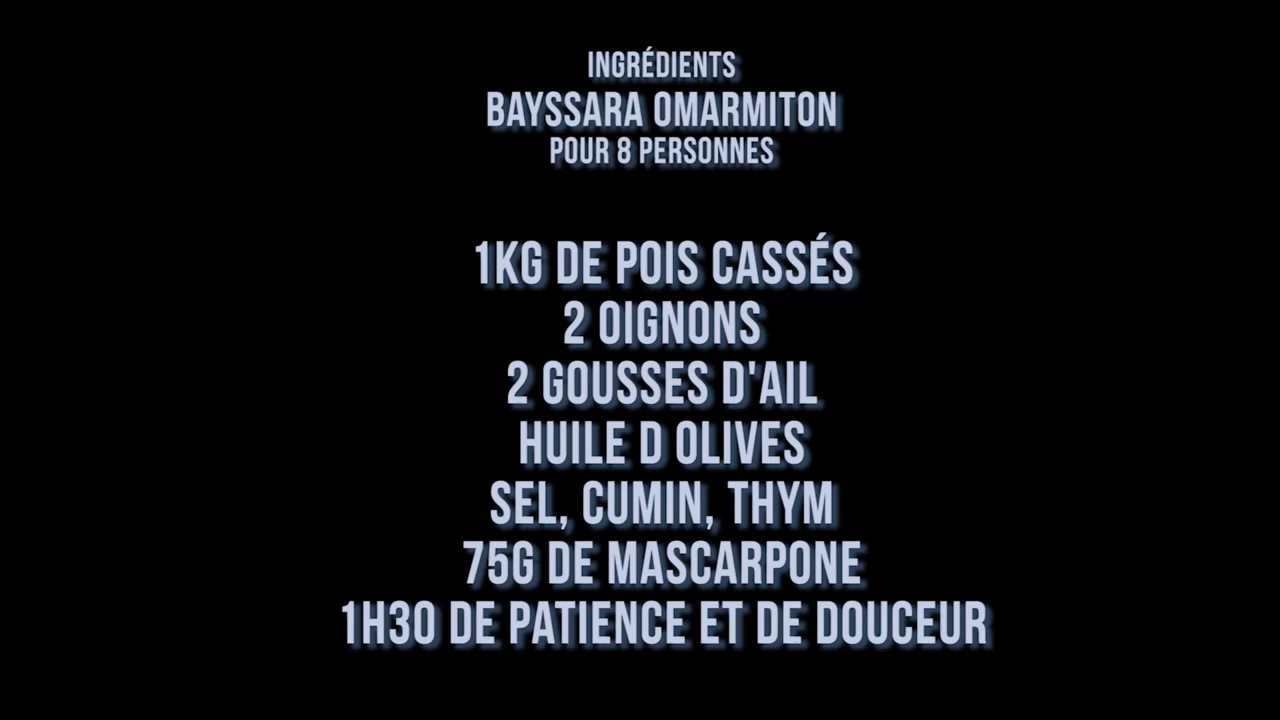 INGRÉDIENTS
BAYSSARA OMARMITON
POUR 8 PERSONNES
1KG DE POIS CASSÉS
2 OIGNONS
2 GOUSSES D'AIL
HUILE D OLIVES
SEL, CUMIN, THYM
75G DE MASCARPONE
1H30 DE PATIENCE ET DE DOUCEUR